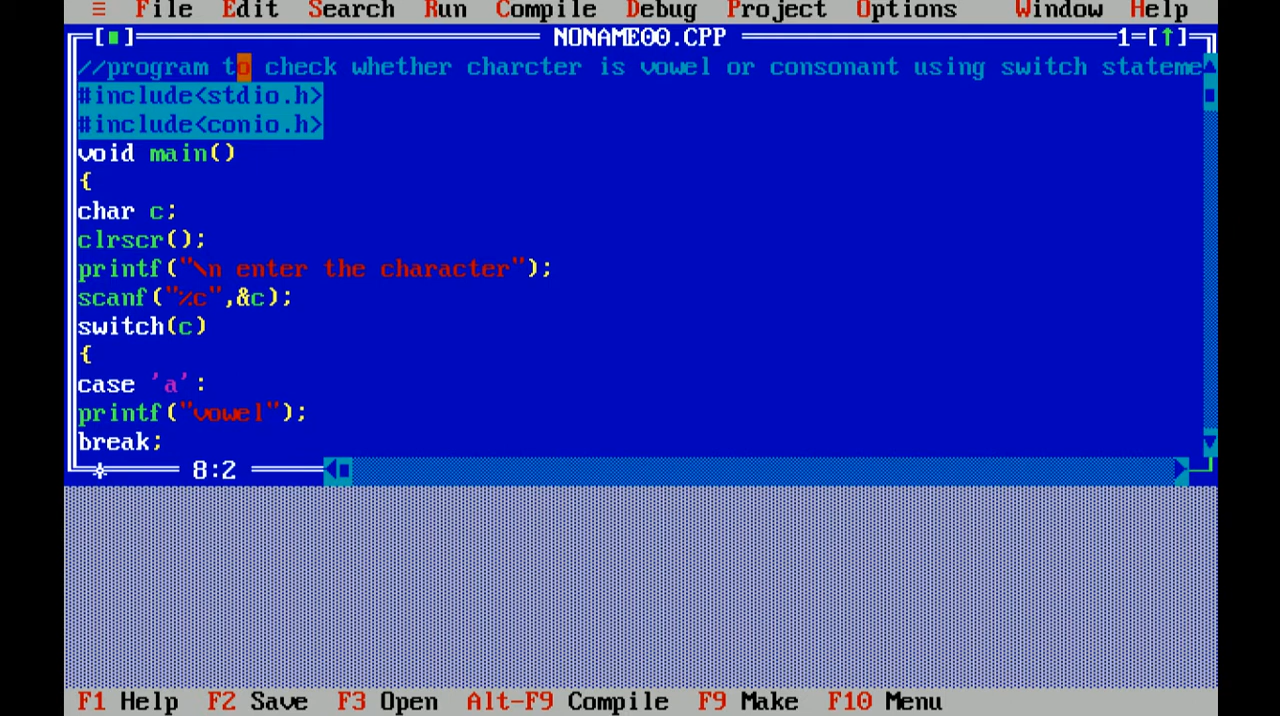 ≡ File Edit Search Run Compile Debug Project Options Window Help
[■] NONAME00.CPP 1=[↑]
//program to check whether charcter is vowel or consonant using switch stateme
#include<stdio.h>
#include<conio.h>
void main()
{
char c;
clrscr();
printf("\n enter the character");
scanf("%c",&c);
switch(c)
{
case 'a':
printf("vowel");
break;
8:2
F1 Help F2 Save F3 Open Alt-F9 Compile F9 Make F10 Menu